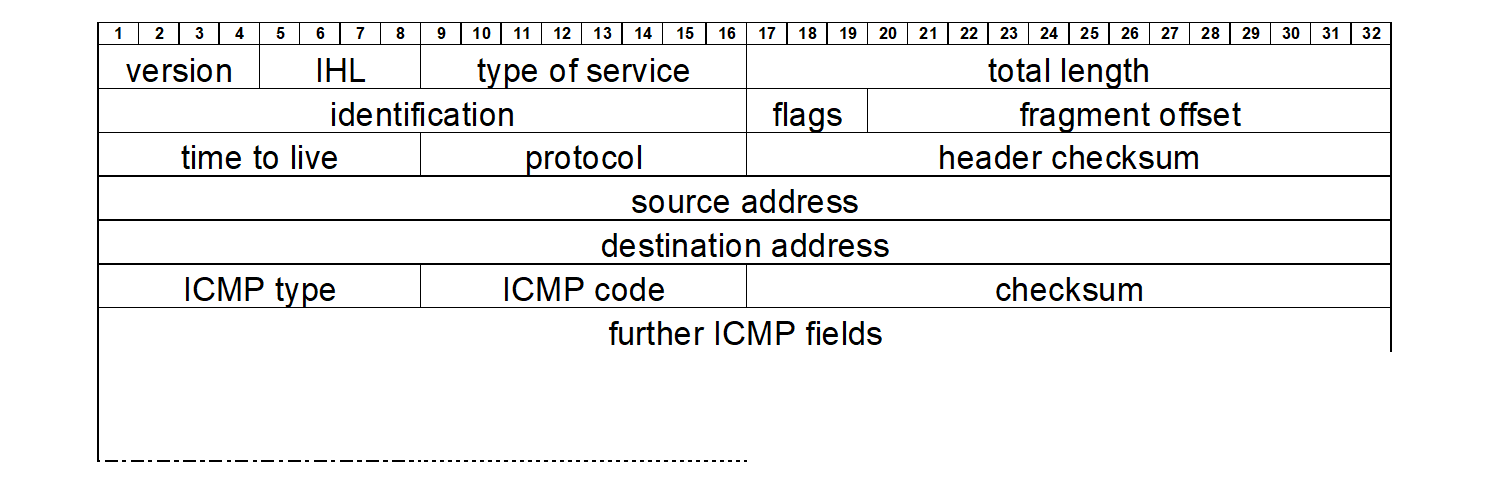 1 2 3 4 5 6 7 8 9 10 11 12 13 14 15 16 17 18 19 20 21 22 23 24 25 26 27 28 29 30 31 32
version IHL type of service total length
identification flags fragment offset
time to live protocol header checksum
source address
destination address
ICMP type ICMP code checksum
further ICMP fields